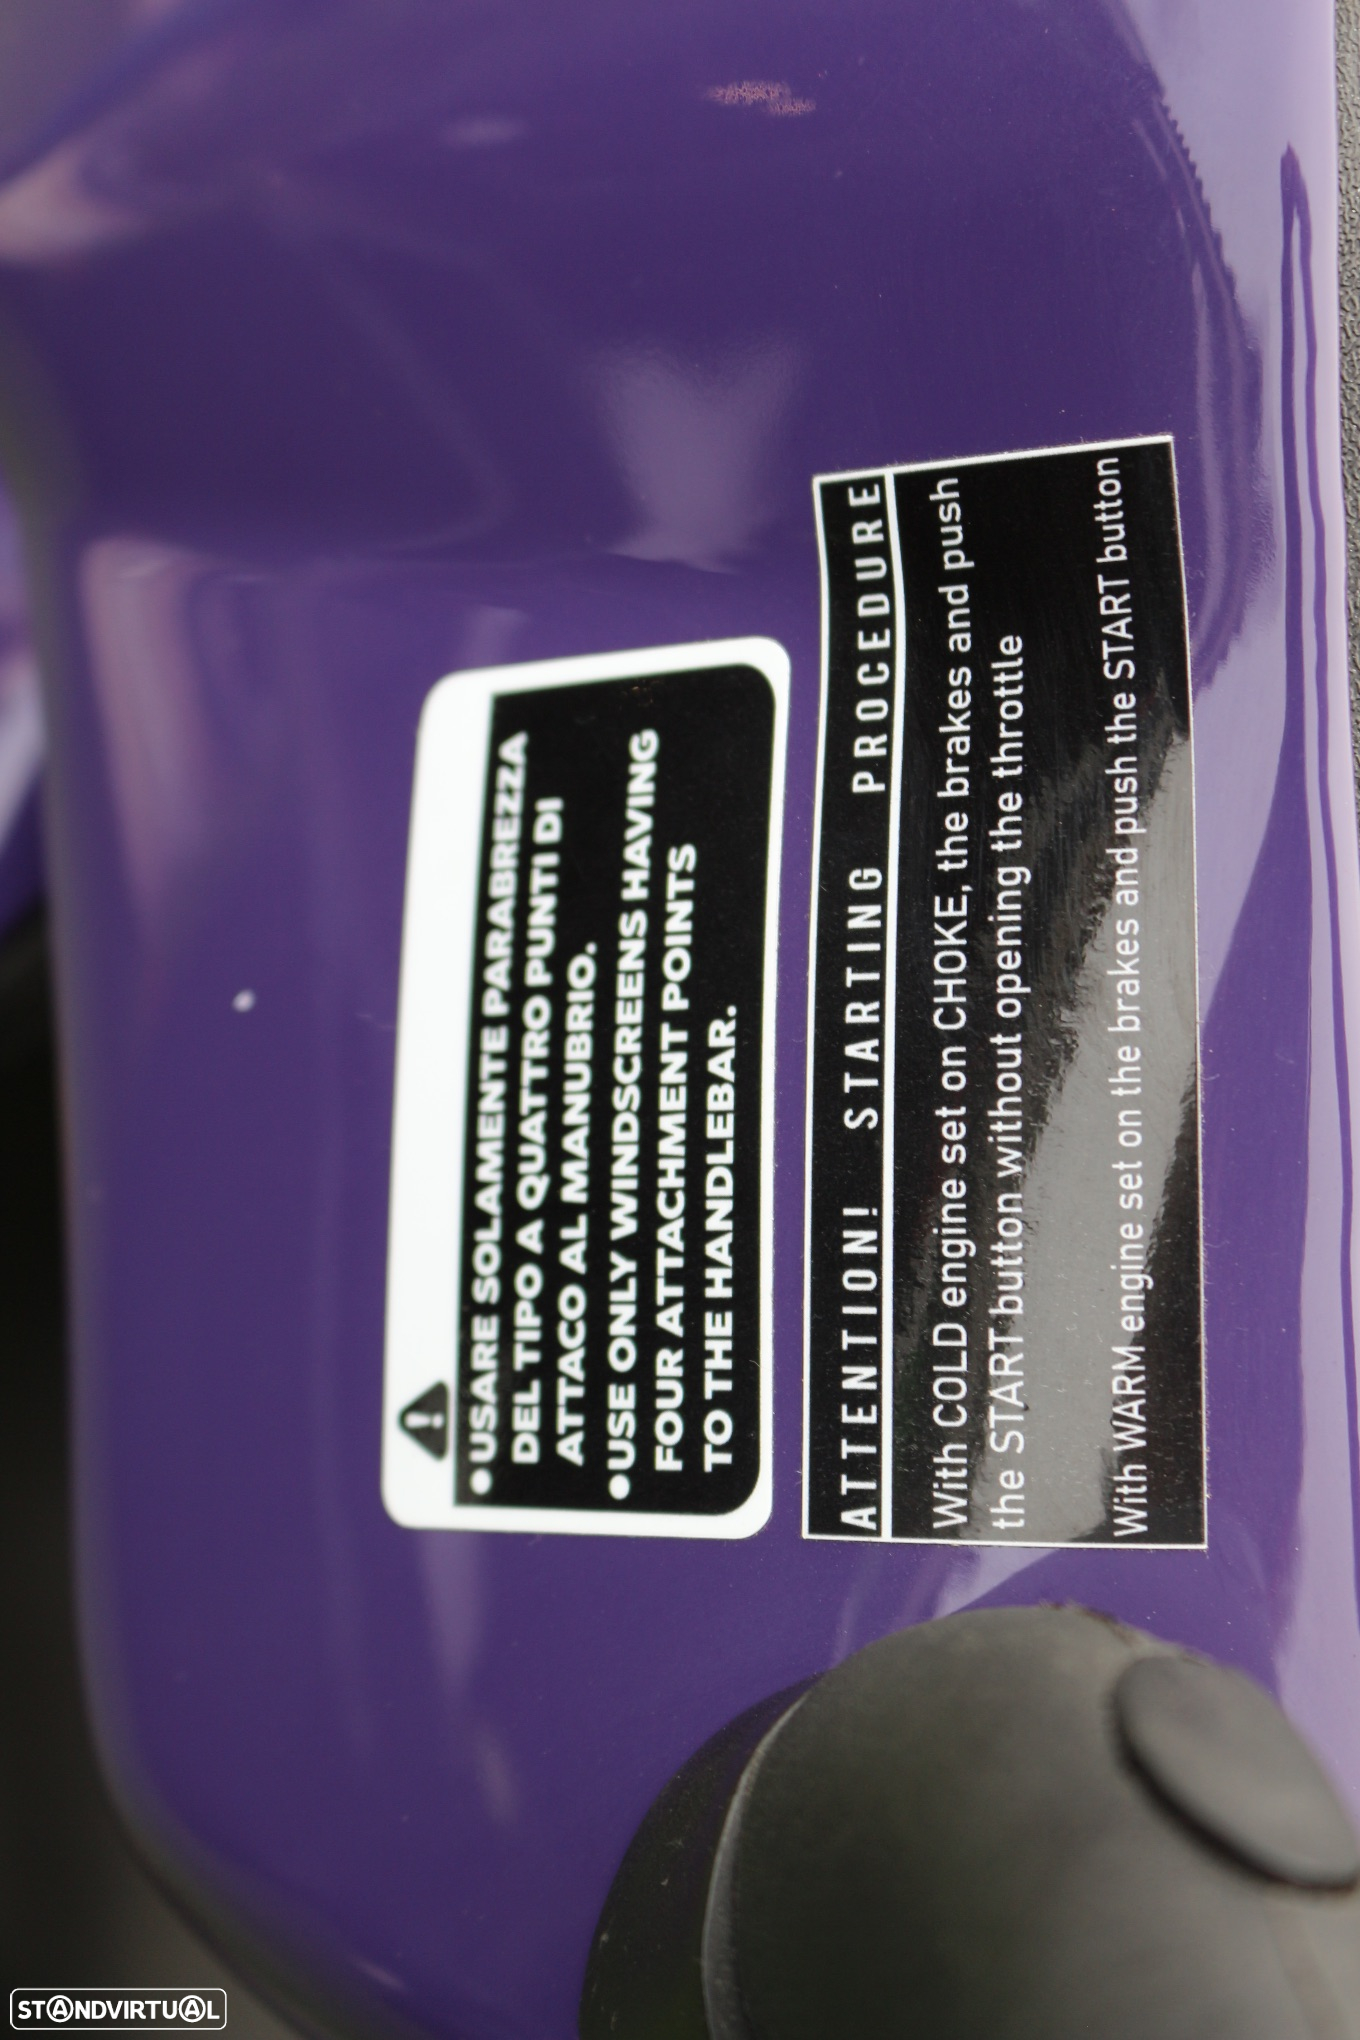 •USARE SOLAMENTE PARABREZZA
DEL TIPO A QUATTRO PUNTI DI
ATTACO AL MANUBRIO.
•USE ONLY WINDSCREENS HAVING
FOUR ATTACHMENT POINTS
TO THE HANDLEBAR.
ATTENTION! STARTING PROCEDURE
With COLD engine set on CHOKE, the brakes and push
the START button without opening the throttle
With WARM engine set on the brakes and push the START button
STANDVIRTUAL